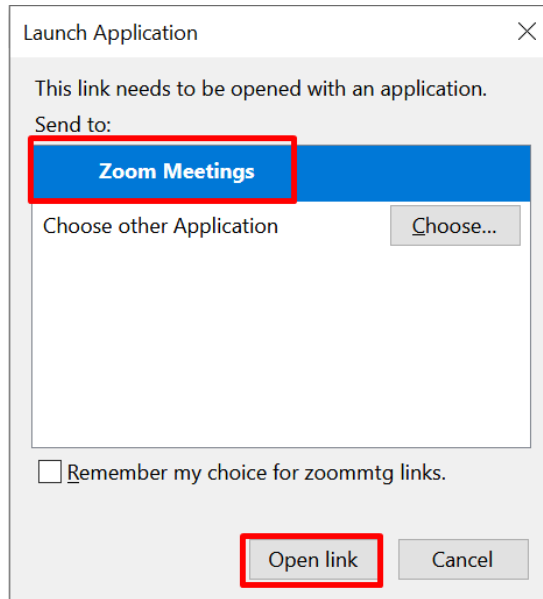 Launch Application
This link needs to be opened with an application.
Send to:
Zoom Meetings
Choose other Application
Choose...
Remember my choice for zoommtg links.
Open link
Cancel